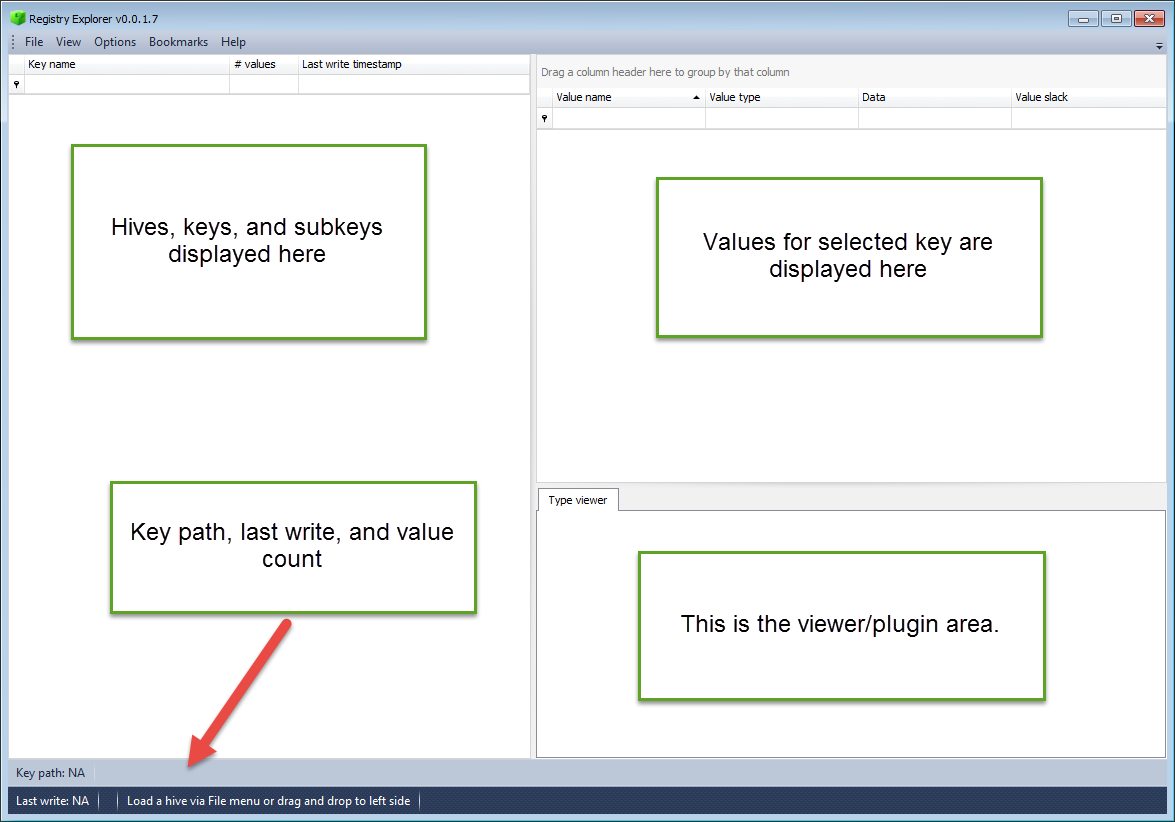 Registry Explorer v0.0.1.7
File View Options Bookmarks Help
Key name # values Last write timestamp
Hives, keys, and subkeys
displayed here
Key path, last write, and value
count
Drag a column header here to group by that column
Value name Value type Data Value slack
Values for selected key are
displayed here
Type viewer
This is the viewer/plugin area.
Key path: NA
Last write: NA Load a hive via File menu or drag and drop to left side